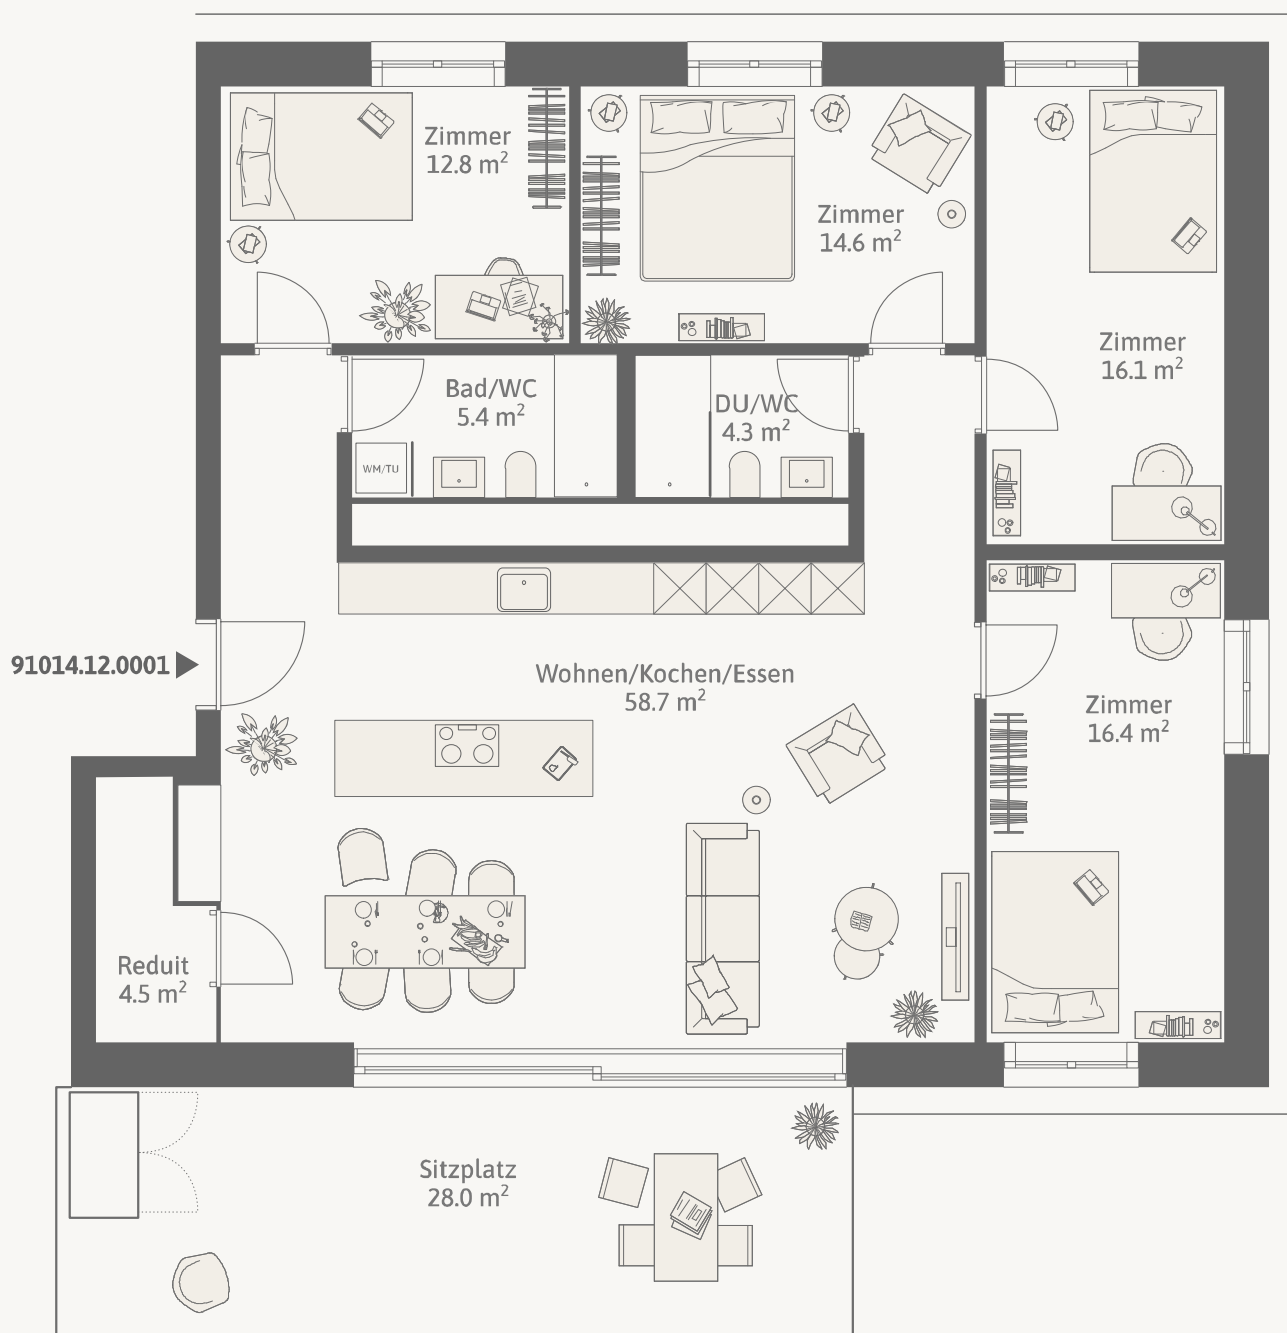 Zimmer
12.8 m²
Zimmer
14.6 m²
Zimmer
16.1 m²
Bad/WC
5.4 m²
DU/WC
4.3 m²
WM/TU
91014.12.0001
Wohnen/Kochen/Essen
58.7 m²
Zimmer
16.4 m²
Reduit
4.5 m²
Sitzplatz
28.0 m²